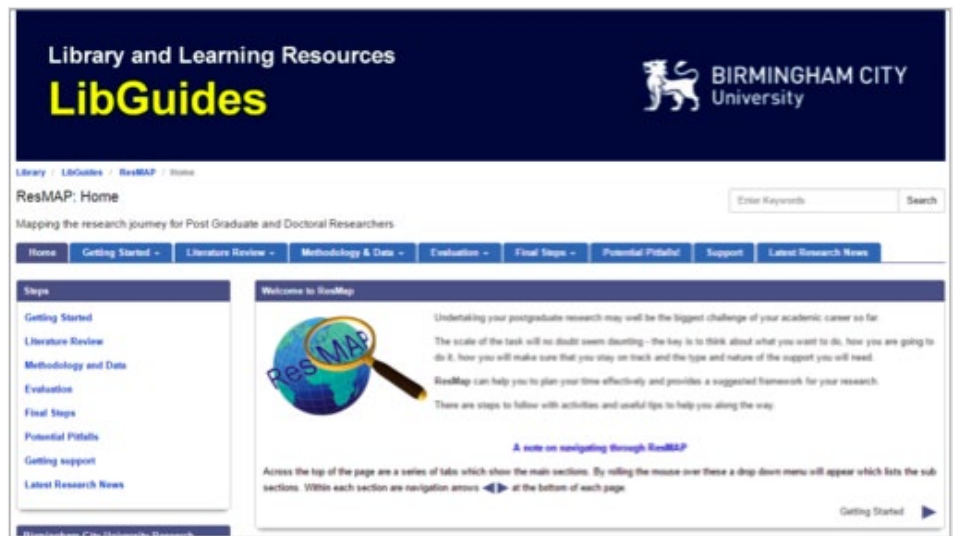 Library and Learning Resources
LibGuides
BIRMINGHAM CITY
University
Library / LibGuides / ResMAP / Home
ResMAP: Home
Enter Keywords
Search
Mapping the research journey for Post Graduate and Doctoral Researchers
Home
Getting Started
Literature Review
Methodology & Data
Evaluation
Final Steps
Potential Pitfalls!
Support
Latest Research News
Steps
Getting Started
Literature Review
Methodology and Data
Evaluation
Final Steps
Potential Pitfalls
Getting support
Latest Research News
Birmingham City University Research
Welcome to ResMap
ResMAP
Undertaking your postgraduate research may well be the biggest challenge of your academic career so far.
The scale of the task will no doubt seem daunting - the key is to think about what you want to do, how you are going to
do it, how you will make sure that you stay on track and the type and nature of the support you will need.
ResMap can help you to plan your time effectively and provides a suggested framework for your research.
There are steps to follow with activities and useful tips to help you along the way.
A note on navigating through ResMAP
Across the top of the page are a series of tabs which show the main sections. By rolling the mouse over these a drop down menu will appear which lists the sub
sections. Within each section are navigation arrows at the bottom of each page.
Getting Started